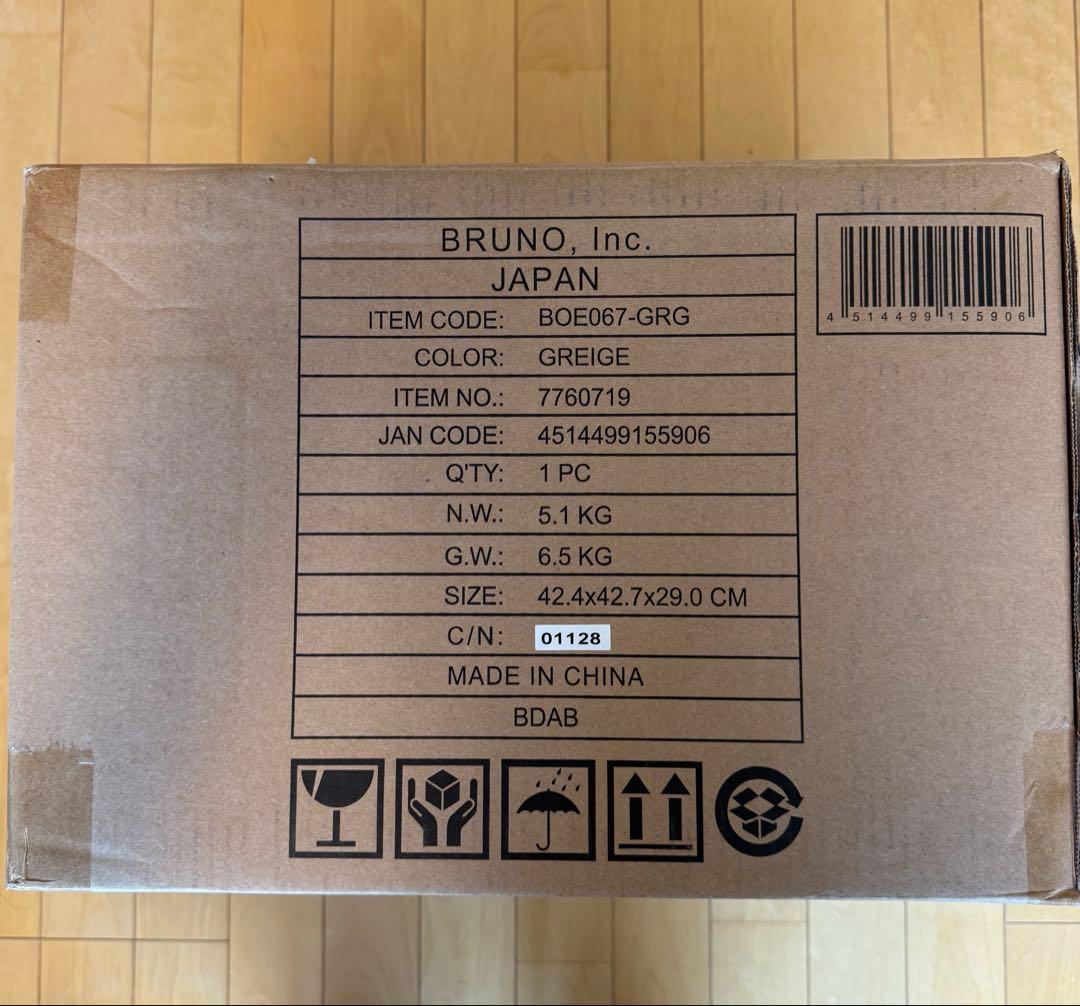 BRUNO, Inc.
JAPAN
ITEM CODE: BOE067-GRG
COLOR: GREIGE
ITEM NO.: 7760719
JAN CODE: 4514499155906
Q'TY: 1 PC
N.W.: 5.1 KG
G.W.: 6.5 KG
SIZE: 42.4x42.7x29.0 CM
C/N: 01128
MADE IN CHINA
BDAB
4 514499 155906